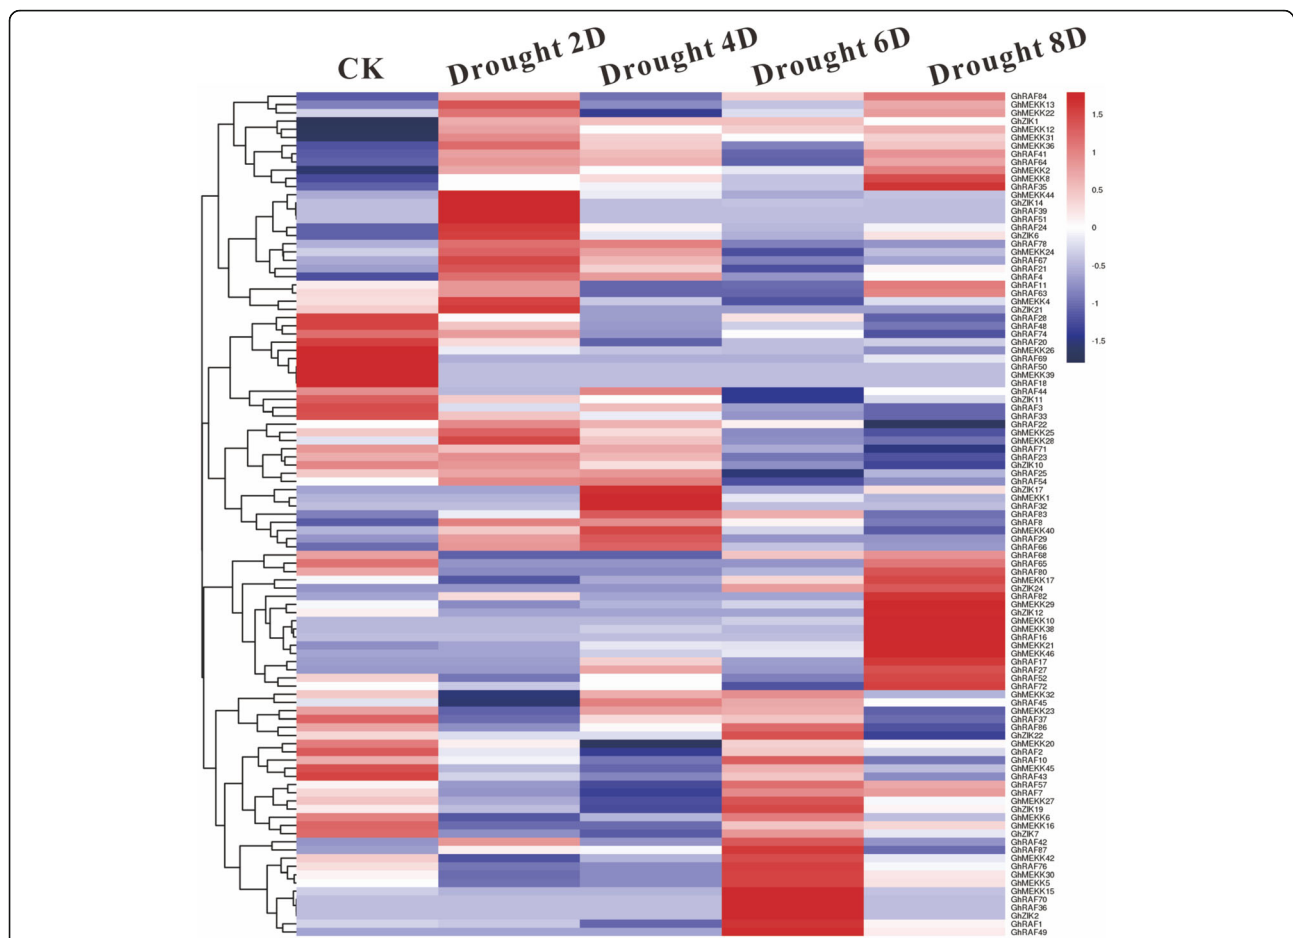 CK
Drought 2D
Drought 4D
Drought 6D
Drought 8D
GhRAF84
GhMEKK13
GhMEKK22
GhZIK1
GhMEKK12
GhMEKK31
GhMEKK36
GhRAF41
GhRAF64
GhMEKK2
GhMEKK8
GhRAF35
GhMEKK44
GhZIK14
GhRAF39
GhRAF51
GhRAF24
GhZIK6
GhRAF78
GhMEKK24
GhRAF67
GhRAF21
GhRAF4
GhRAF11
GhRAF63
GhMEKK4
GhZIK21
GhRAF28
GhRAF48
GhRAF74
GhRAF20
GhMEKK26
GhRAF69
GhRAF50
GhMEKK39
GhRAF18
GhRAF44
GhZIK11
GhRAF3
GhRAF33
GhRAF22
GhMEKK25
GhMEKK28
GhRAF71
GhRAF23
GhZIK10
GhRAF25
GhRAF54
GhZIK17
GhMEKK1
GhRAF32
GhRAF83
GhRAF8
GhMEKK40
GhRAF29
GhRAF66
GhRAF68
GhRAF65
GhRAF80
GhMEKK17
GhZIK24
GhRAF82
GhMEKK29
GhZIK12
GhMEKK10
GhMEKK38
GhRAF16
GhMEKK21
GhMEKK46
GhRAF17
GhRAF27
GhRAF52
GhRAF72
GhMEKK32
GhRAF45
GhMEKK23
GhRAF37
GhRAF86
GhZIK22
GhMEKK20
GhRAF2
GhRAF10
GhMEKK45
GhRAF43
GhRAF57
GhRAF7
GhMEKK27
GhZIK19
GhMEKK6
GhMEKK16
GhZIK7
GhRAF42
GhRAF87
GhMEKK42
GhRAF76
GhMEKK30
GhMEKK5
GhMEKK15
GhRAF70
GhRAF36
GhZIK2
GhRAF1
GhRAF49
1.5
1
0.5
0
-0.5
-1
-1.5